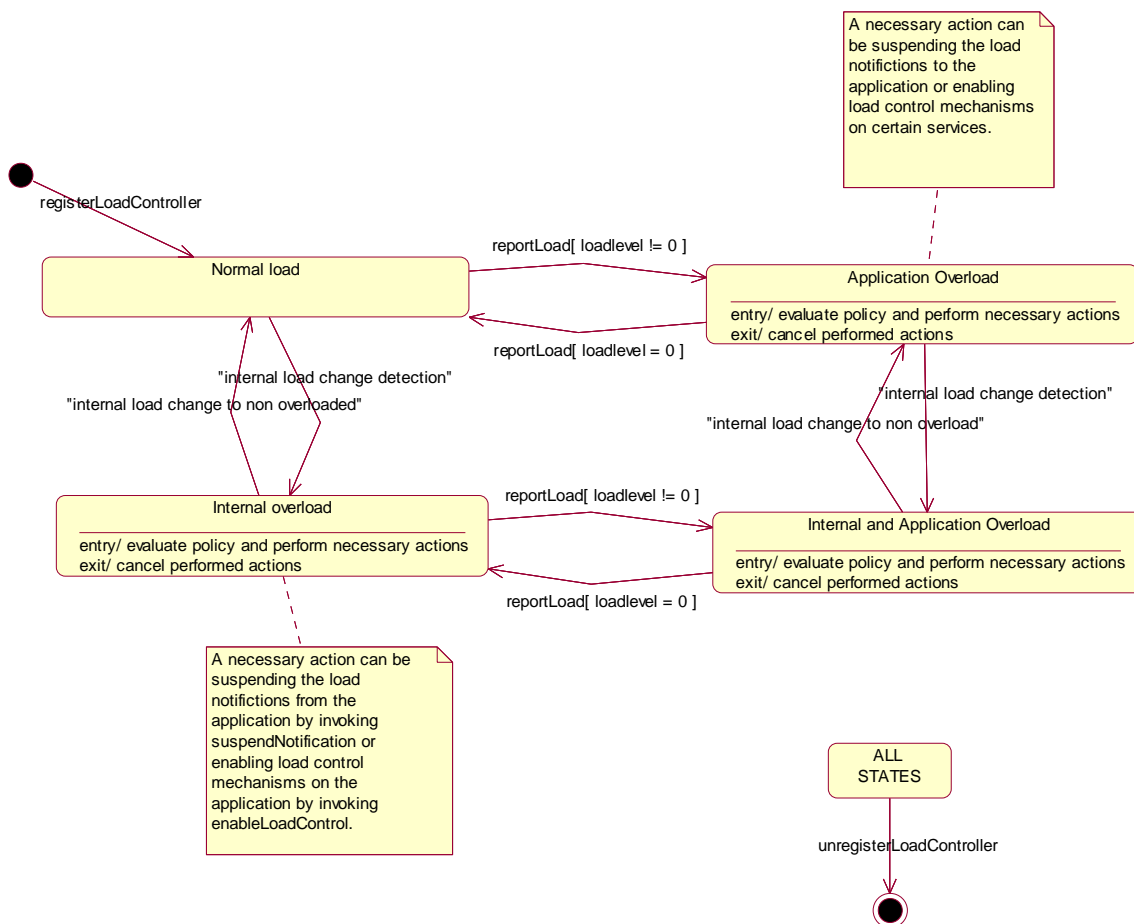 A necessary action can
be suspending the load
notifictions to the
application or enabling
load control mechanisms
on certain services.
registerLoadController
reportLoad[ loadlevel != 0 ]
Normal load
Application Overload
entry/ evaluate policy and perform necessary actions
exit/ cancel performed actions
reportLoad[ loadlevel = 0 ]
"internal load change detection"
"internal load change to non overloaded"
"internal load change detection"
"internal load change to non overload"
reportLoad[ loadlevel != 0 ]
Internal overload
entry/ evaluate policy and perform necessary actions
exit/ cancel performed actions
Internal and Application Overload
entry/ evaluate policy and perform necessary actions
exit/ cancel performed actions
reportLoad[ loadlevel = 0 ]
A necessary action can be
suspending the load
notifictions from the
application by invoking
suspendNotification or
enabling load control
mechanisms on the
application by invoking
enableLoadControl.
ALL
STATES
unregisterLoadController